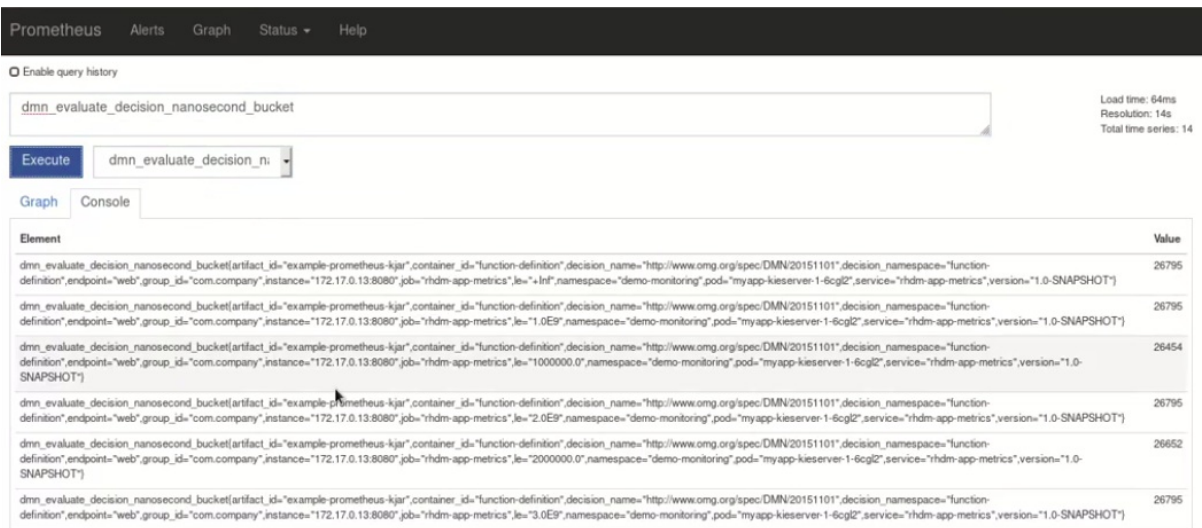 Prometheus Alerts Graph Status Help
Enable query history
dmn_evaluate_decision_nanosecond_bucket
Load time: 64ms
Resolution: 14s
Total time series: 14
Execute dmn_evaluate_decision_n
Graph Console
Element Value
dmn_evaluate_decision_nanosecond_bucket{artifact_id="example-prometheus-kjar",container_id="function-definition",decision_name="http://www.omg.org/spec/DMN/20151101",decision_namespace="function- 26795
definition",endpoint="web",group_id="com.company",instance="172.17.0.13:8080",job="rhdm-app-metrics",le="+Inf",namespace="demo-monitoring",pod="myapp-kieserver-1-6cgl2",service="rhdm-app-metrics",version="1.0-SNAPSHOT"}
dmn_evaluate_decision_nanosecond_bucket{artifact_id="example-prometheus-kjar",container_id="function-definition",decision_name="http://www.omg.org/spec/DMN/20151101",decision_namespace="function- 26795
definition",endpoint="web",group_id="com.company",instance="172.17.0.13:8080",job="rhdm-app-metrics",le="1.0E9",namespace="demo-monitoring",pod="myapp-kieserver-1-6cgl2",service="rhdm-app-metrics",version="1.0-SNAPSHOT"}
dmn_evaluate_decision_nanosecond_bucket{artifact_id="example-prometheus-kjar",container_id="function-definition",decision_name="http://www.omg.org/spec/DMN/20151101",decision_namespace="function- 26454
definition",endpoint="web",group_id="com.company",instance="172.17.0.13:8080",job="rhdm-app-metrics",le="1000000.0",namespace="demo-monitoring",pod="myapp-kieserver-1-6cgl2",service="rhdm-app-metrics",version="1.0-
SNAPSHOT"}
dmn_evaluate_decision_nanosecond_bucket{artifact_id="example-prometheus-kjar",container_id="function-definition",decision_name="http://www.omg.org/spec/DMN/20151101",decision_namespace="function- 26795
definition",endpoint="web",group_id="com.company",instance="172.17.0.13:8080",job="rhdm-app-metrics",le="2.0E9",namespace="demo-monitoring",pod="myapp-kieserver-1-6cgl2",service="rhdm-app-metrics",version="1.0-SNAPSHOT"}
dmn_evaluate_decision_nanosecond_bucket{artifact_id="example-prometheus-kjar",container_id="function-definition",decision_name="http://www.omg.org/spec/DMN/20151101",decision_namespace="function- 26652
definition",endpoint="web",group_id="com.company",instance="172.17.0.13:8080",job="rhdm-app-metrics",le="2000000.0",namespace="demo-monitoring",pod="myapp-kieserver-1-6cgl2",service="rhdm-app-metrics",version="1.0-
SNAPSHOT"}
dmn_evaluate_decision_nanosecond_bucket{artifact_id="example-prometheus-kjar",container_id="function-definition",decision_name="http://www.omg.org/spec/DMN/20151101",decision_namespace="function- 26795
definition",endpoint="web",group_id="com.company",instance="172.17.0.13:8080",job="rhdm-app-metrics",le="3.0E9",namespace="demo-monitoring",pod="myapp-kieserver-1-6cgl2",service="rhdm-app-metrics",version="1.0-SNAPSHOT"}